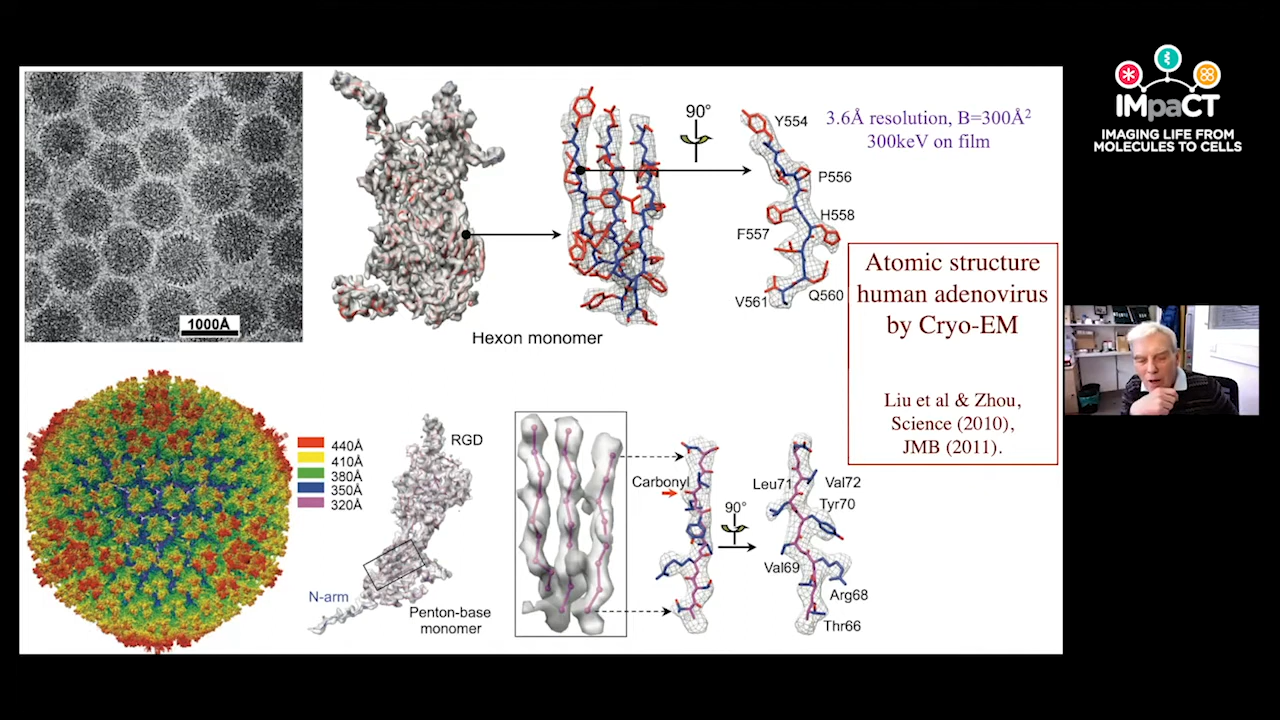 IMpaCT
IMAGING LIFE FROM
MOLECULES TO CELLS
1000Å
Hexon monomer
90°
Y554
P556
H558
F557
V561
Q560
3.6Å resolution, B=300Å²
300keV on film
Atomic structure
human adenovirus
by Cryo-EM
Liu et al & Zhou,
Science (2010),
JMB (2011).
440Å
410Å
380Å
350Å
320Å
RGD
N-arm
Penton-base
monomer
Carbonyl
90°
Leu71
Val72
Tyr70
Val69
Arg68
Thr66